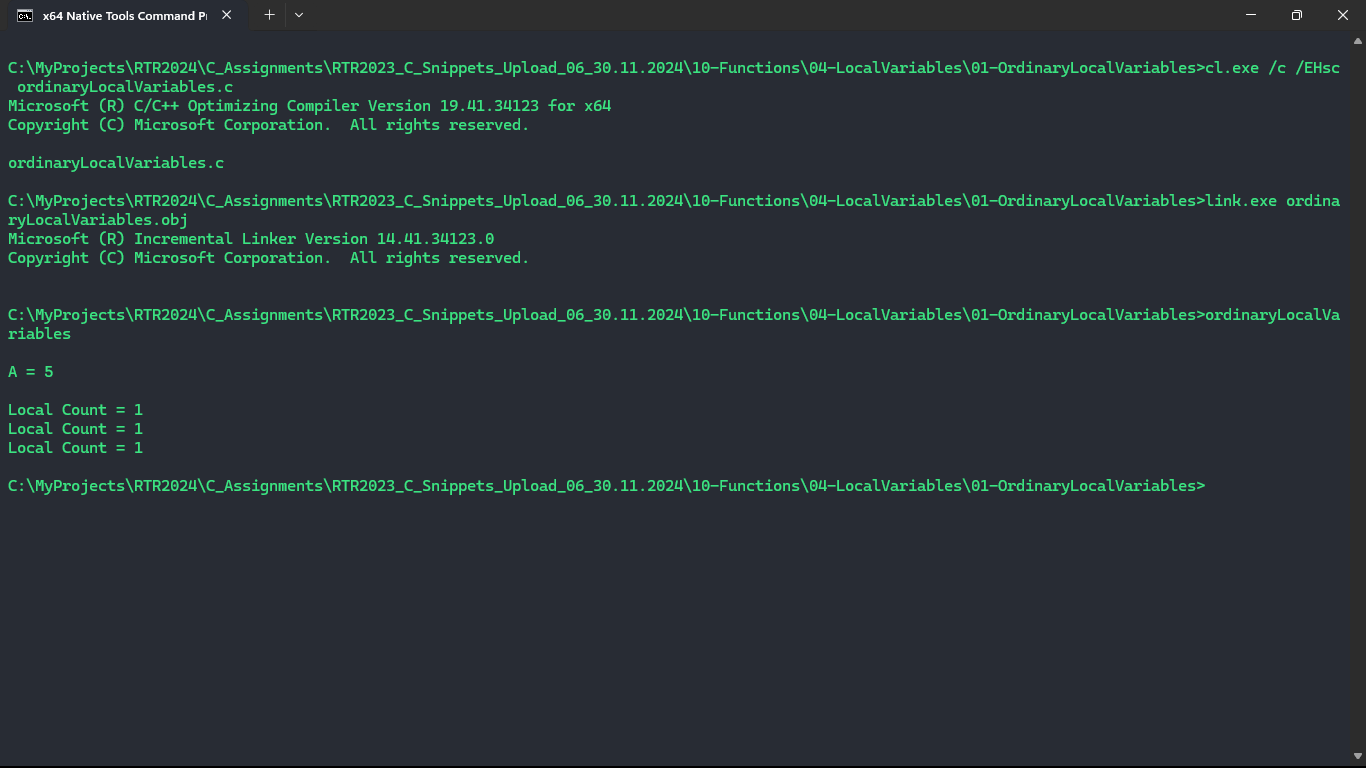 x64 Native Tools Command Pr
C:\MyProjects\RTR2024\C_Assignments\RTR2023_C_Snippets_Upload_06_30.11.2024\10-Functions\04-LocalVariables\01-OrdinaryLocalVariables>cl.exe /c /EHsc
 ordinaryLocalVariables.c
Microsoft (R) C/C++ Optimizing Compiler Version 19.41.34123 for x64
Copyright (C) Microsoft Corporation.  All rights reserved.
ordinaryLocalVariables.c
C:\MyProjects\RTR2024\C_Assignments\RTR2023_C_Snippets_Upload_06_30.11.2024\10-Functions\04-LocalVariables\01-OrdinaryLocalVariables>link.exe ordina
ryLocalVariables.obj
Microsoft (R) Incremental Linker Version 14.41.34123.0
Copyright (C) Microsoft Corporation.  All rights reserved.
C:\MyProjects\RTR2024\C_Assignments\RTR2023_C_Snippets_Upload_06_30.11.2024\10-Functions\04-LocalVariables\01-OrdinaryLocalVariables>ordinaryLocalVa
riables
A = 5
Local Count = 1
Local Count = 1
Local Count = 1
C:\MyProjects\RTR2024\C_Assignments\RTR2023_C_Snippets_Upload_06_30.11.2024\10-Functions\04-LocalVariables\01-OrdinaryLocalVariables>